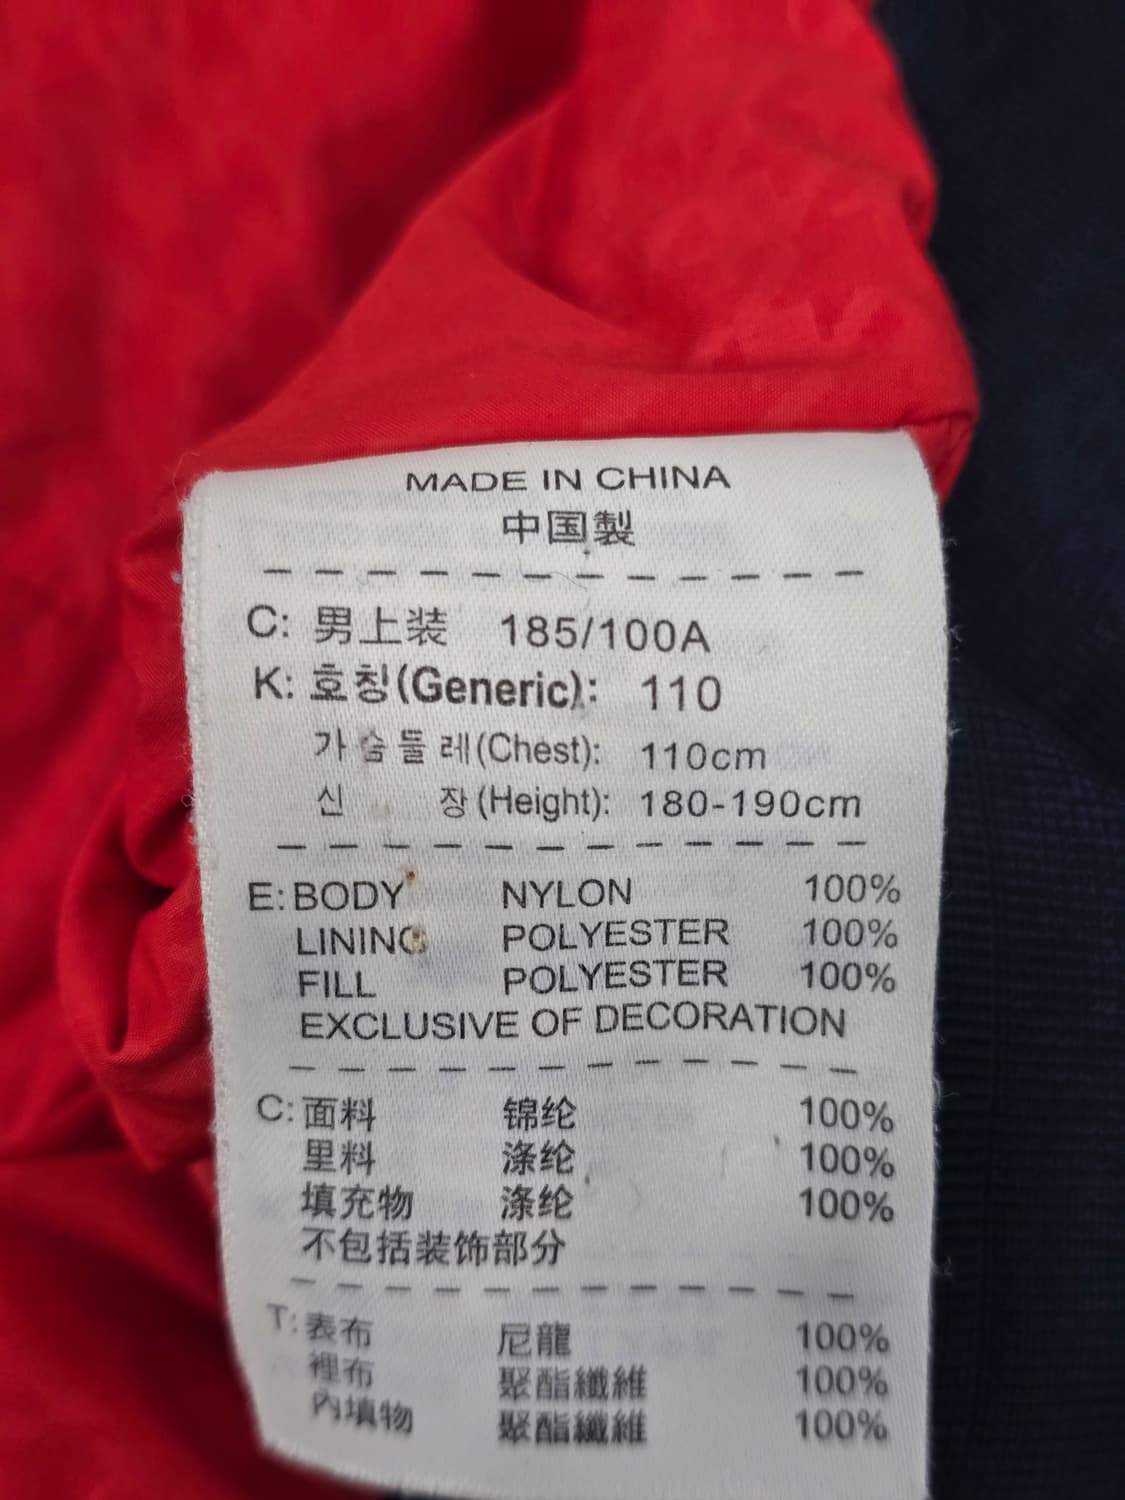 MADE IN CHINA
中国製
C: 男上装 185/100A
K: 호칭(Generic): 110
가슴둘레(Chest): 110cm
신 장(Height): 180-190cm
E: BODY NYLON 100%
LINING POLYESTER 100%
FILL POLYESTER 100%
EXCLUSIVE OF DECORATION
C: 面料 锦纶 100%
里料 涤纶 100%
填充物 涤纶 100%
不包括装饰部分
T: 表布 尼龍 100%
裡布 聚酯纖維 100%
內填物 聚酯纖維 100%